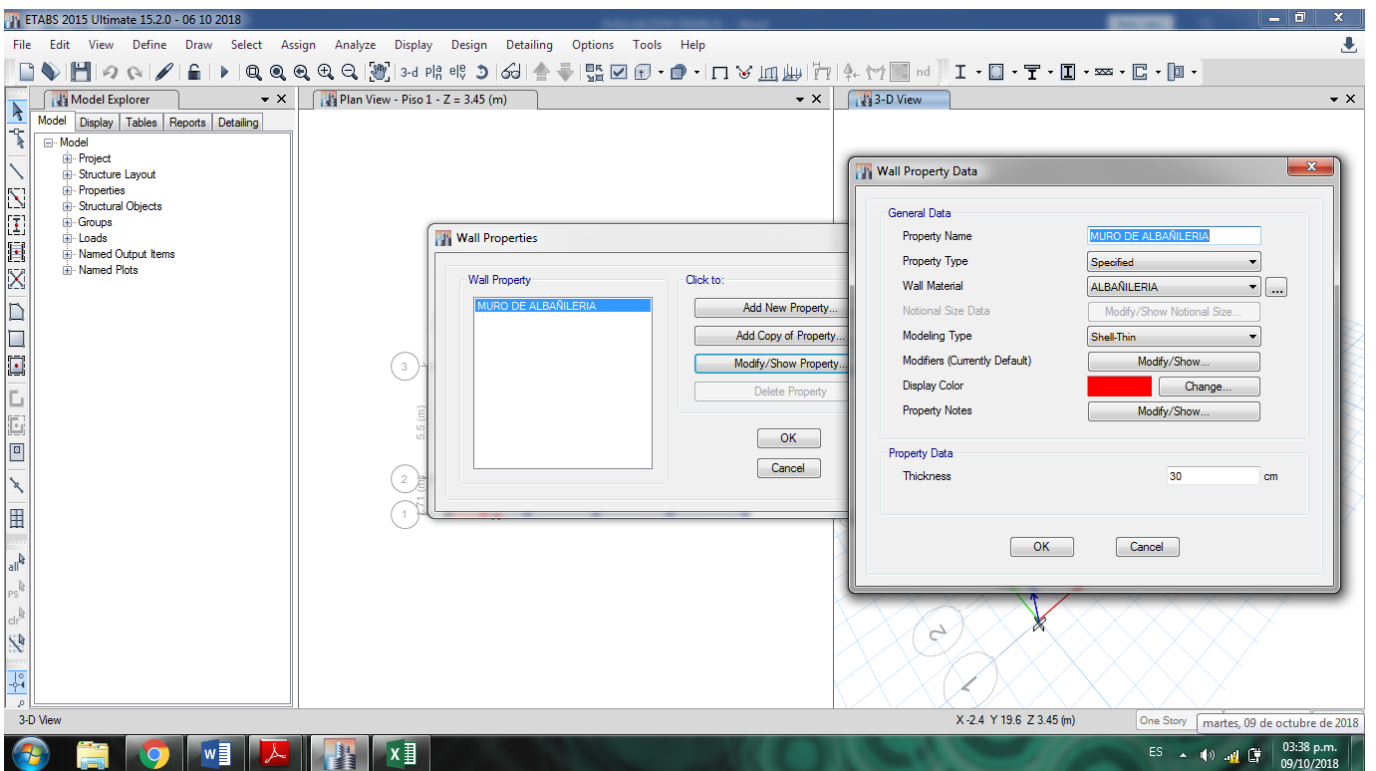 ETABS 2015 Ultimate 15.2.0 - 06 10 2018
File Edit View Define Draw Select Assign Analyze Display Design Detailing Options Tools Help
3-d nd
Model Explorer
Model Display Tables Reports Detailing
Model
Project
Structure Layout
Properties
Structural Objects
Groups
Loads
Named Output Items
Named Plots
all
ps
clr
Plan View - Piso 1 - Z = 3.45 (m)
3
5.5 (m)
2
1
Wall Properties
Wall Property
MURO DE ALBAÑILERIA
Click to:
Add New Property...
Add Copy of Property...
Modify/Show Property...
Delete Property
OK
Cancel
3-D View
Wall Property Data
General Data
Property Name MURO DE ALBAÑILERIA
Property Type Specified
Wall Material ALBAÑILERIA ...
Notional Size Data Modify/Show Notional Size...
Modeling Type Shell-Thin
Modifiers (Currently Default) Modify/Show...
Display Color Change...
Property Notes Modify/Show...
Property Data
Thickness 30 cm
OK Cancel
2
1
3-D View X -2.4 Y 19.6 Z 3.45 (m) One Story
martes, 09 de octubre de 2018
ES 03:38 p.m.
09/10/2018